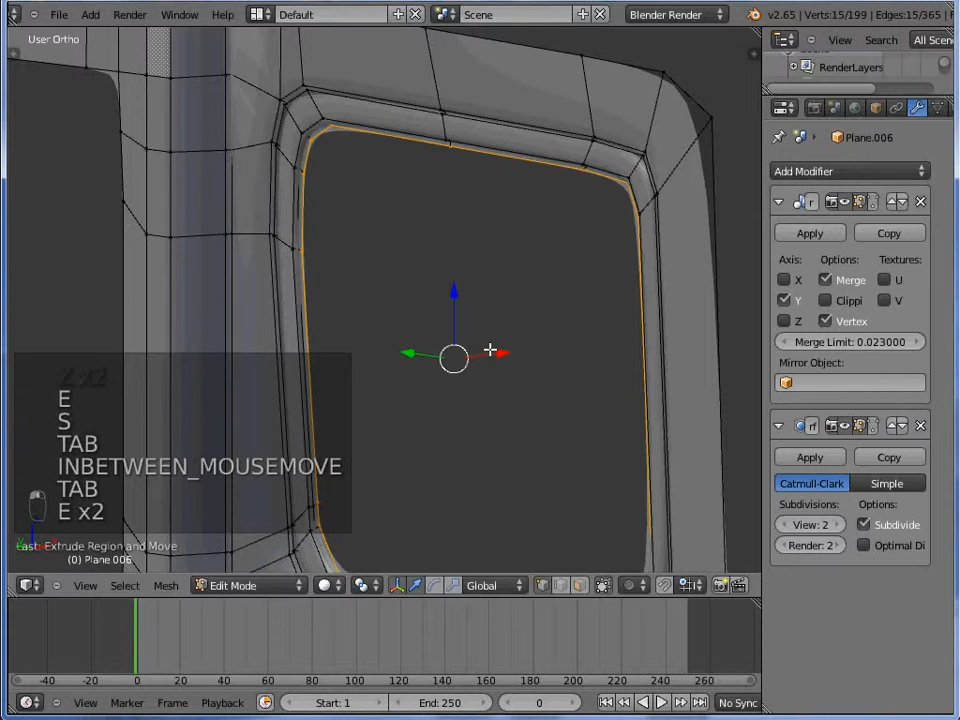 File Add Render Window Help Default Scene Blender Render v2.65 | Verts:15/199 | Edges:15/365 | F
User Ortho
View Search All Scen
RenderLayers
Plane.006
Add Modifier
Apply Copy
Axis: Options: Textures:
X Merge U
Y Clippi V
Z Vertex
Merge Limit: 0.023000
Mirror Object:
Apply Copy
Catmull-Clark Simple
Subdivisions: Options:
View: 2 Subdivide
Render: 2 Optimal Di
E
S
TAB
INBETWEEN_MOUSEMOVE
TAB
E x2
Last: Extrude Region and Move
(0) Plane.006
View Select Mesh Edit Mode Global
-40 -20 0 20 40 60 80 100 120 140 160 180 200 220 240 260
View Marker Frame Playback Start: 1 End: 250 0 No Sync